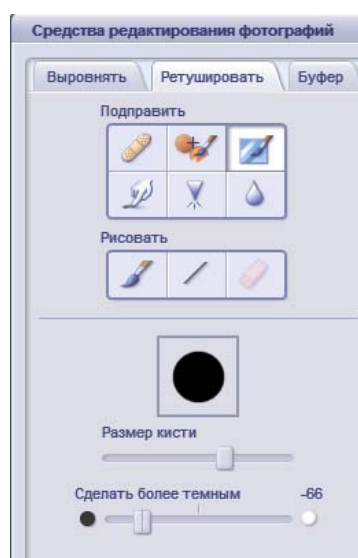 Средства редактирования фотографий
Выровнять Ретушировать Буфер
Подправить
Рисовать
Размер кисти
Сделать более темным -66